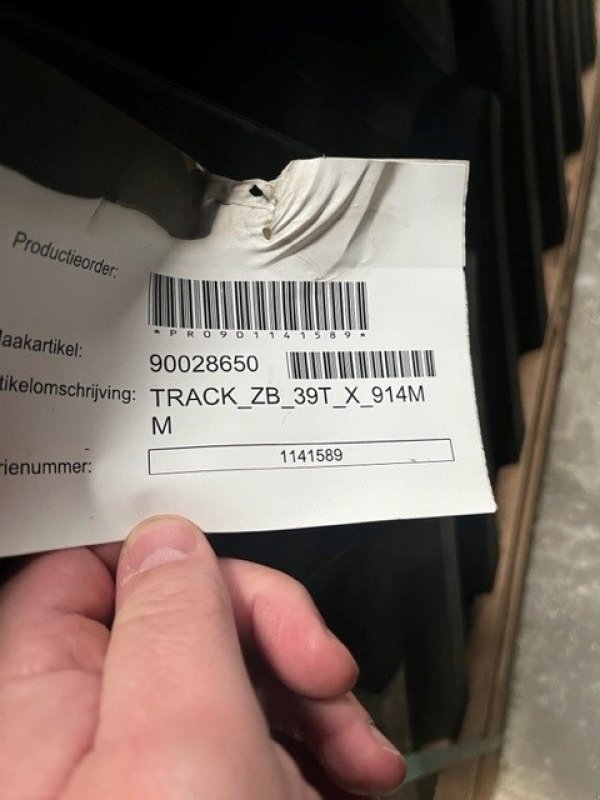 Productieorder:
*PR0901141589*
aakartikel: 90028650
tikelomschrijving: TRACK_ZB_39T_X_914M
M
rienummer: 1141589